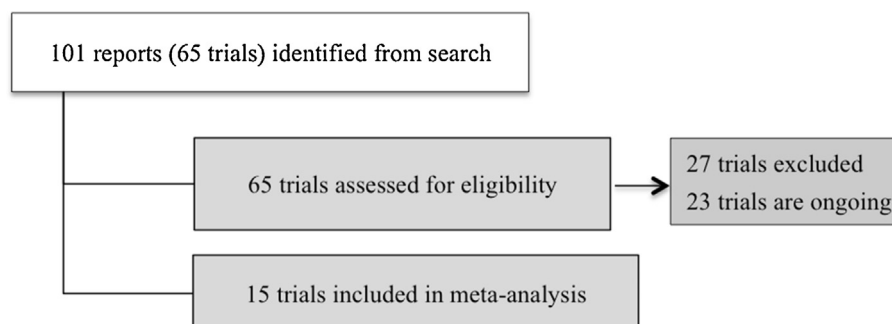 101 reports (65 trials) identified from search
65 trials assessed for eligibility
27 trials excluded
23 trials are ongoing
15 trials included in meta-analysis